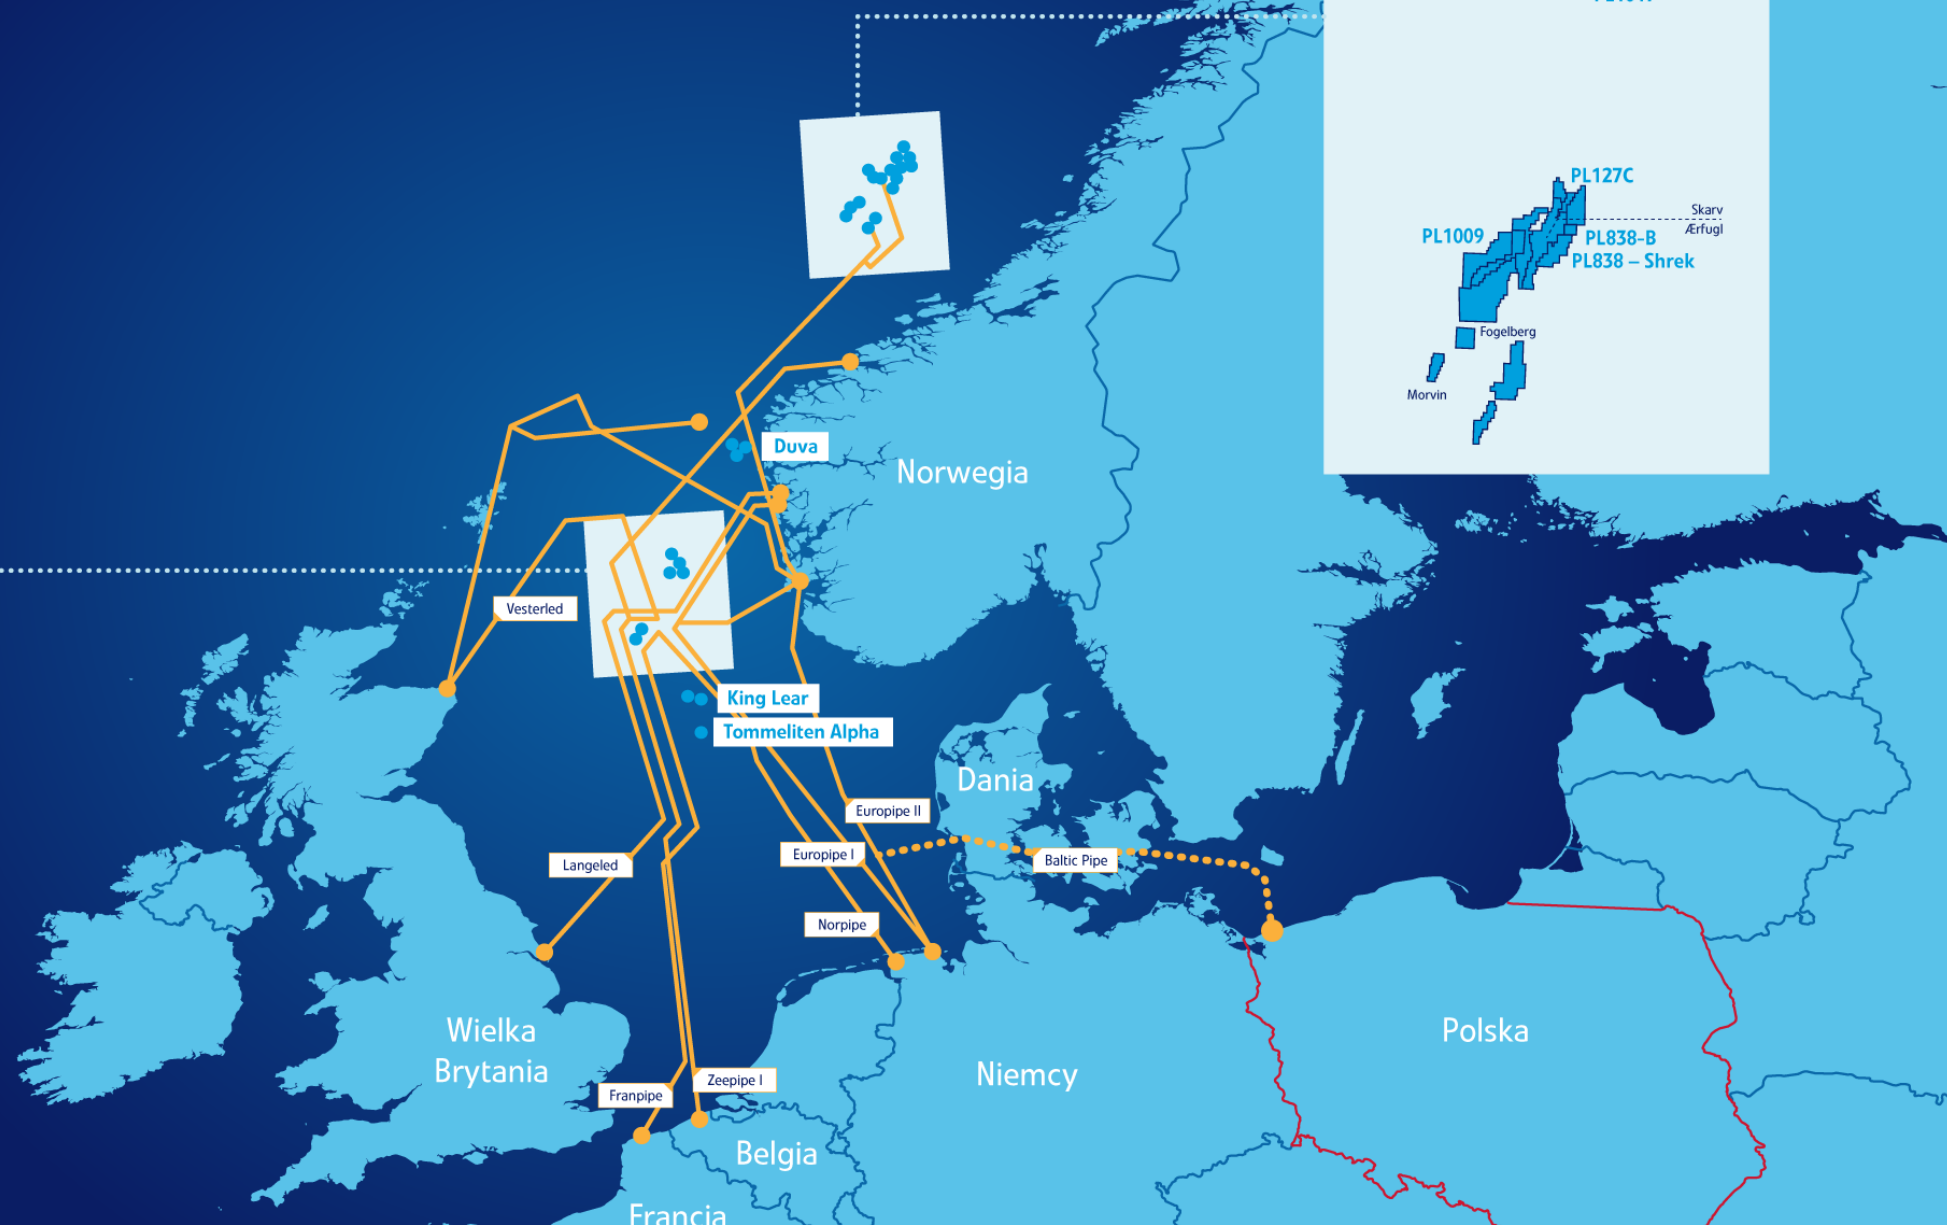 PL127C
Skarv
Ærfugl
PL1009
PL838-B
PL838 – Shrek
Fogelberg
Morvin
Duva
Norwegia
Vesterled
King Lear
Tommeliten Alpha
Dania
Europipe II
Europipe I
Baltic Pipe
Langeled
Norpipe
Wielka
Brytania
Polska
Niemcy
Zeepipe I
Franpipe
Belgia
Francja